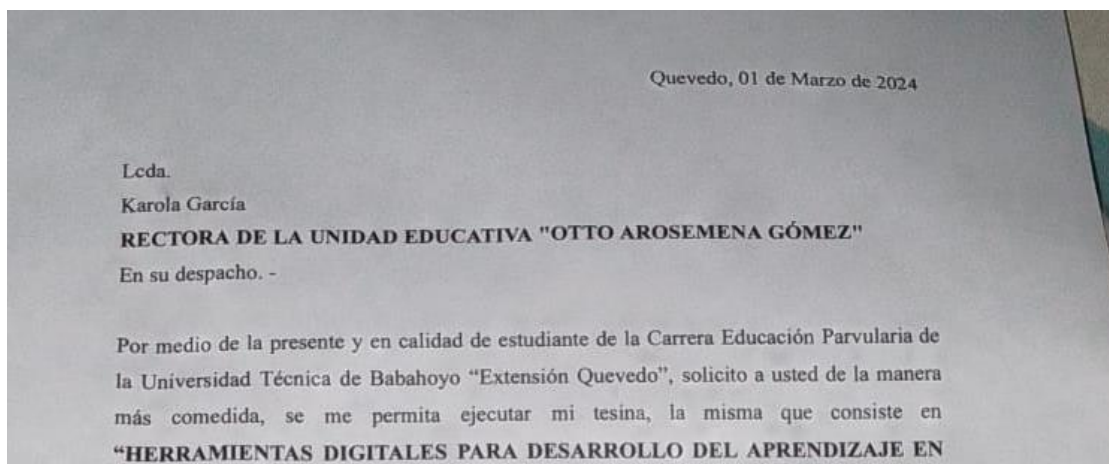 Quevedo, 01 de Marzo de 2024
Lcda.
Karola García
RECTORA DE LA UNIDAD EDUCATIVA "OTTO AROSEMENA GÓMEZ"
En su despacho. -
Por medio de la presente y en calidad de estudiante de la Carrera Educación Parvularia de
la Universidad Técnica de Babahoyo “Extensión Quevedo”, solicito a usted de la manera
más comedida, se me permita ejecutar mi tesina, la misma que consiste en
“HERRAMIENTAS DIGITALES PARA DESARROLLO DEL APRENDIZAJE EN